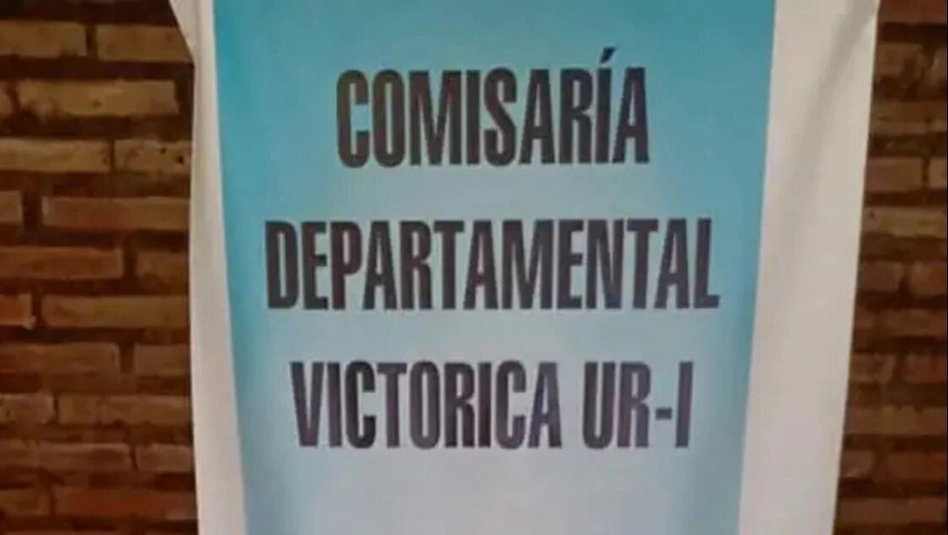 COMISARÍA
DEPARTAMENTAL
VICTORICA UR-I